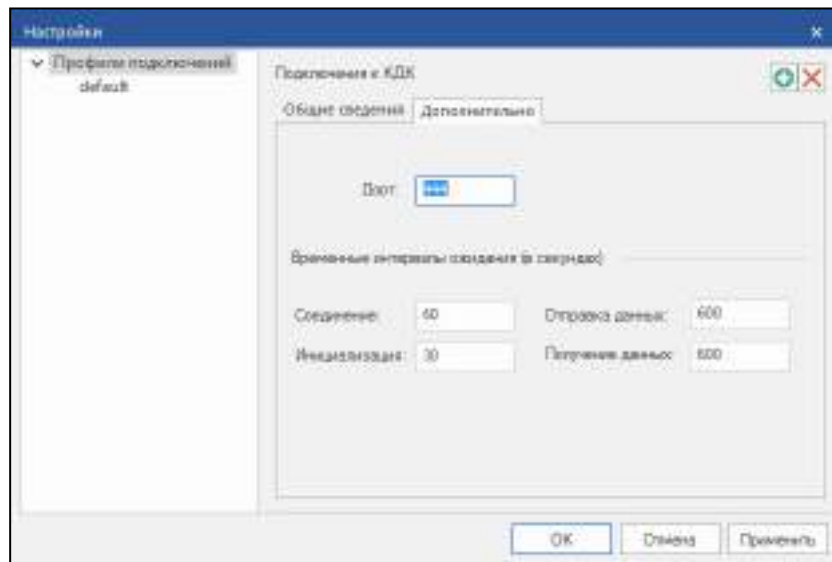 Настройки
Профили подключений
default
Подключения к КДК
Общие сведения
Дополнительно
Порт:
444
Временные интервалы ожидания (в секундах)
Соединение: 60
Отправка данных: 600
Инициализация: 30
Получение данных: 600
OK
Отмена
Применить